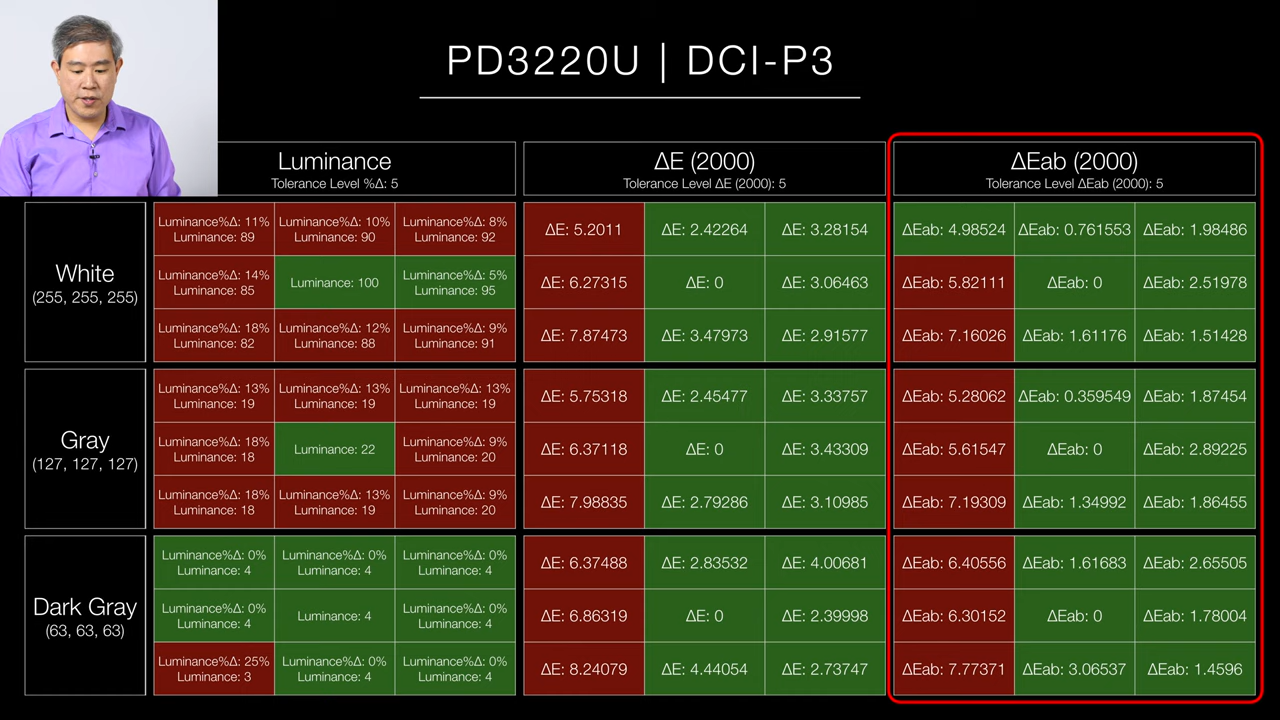 PD3220U | DCI-P3
Luminance
Tolerance Level %Δ: 5
ΔE (2000)
Tolerance Level ΔE (2000): 5
ΔEab (2000)
Tolerance Level ΔEab (2000): 5
White
(255, 255, 255)
Luminance%Δ: 11%
Luminance: 89
Luminance%Δ: 10%
Luminance: 90
Luminance%Δ: 8%
Luminance: 92
ΔE: 5.2011
ΔE: 2.42264
ΔE: 3.28154
ΔEab: 4.98524
ΔEab: 0.761553
ΔEab: 1.98486
Luminance%Δ: 14%
Luminance: 85
Luminance: 100
Luminance%Δ: 5%
Luminance: 95
ΔE: 6.27315
ΔE: 0
ΔE: 3.06463
ΔEab: 5.82111
ΔEab: 0
ΔEab: 2.51978
Luminance%Δ: 18%
Luminance: 82
Luminance%Δ: 12%
Luminance: 88
Luminance%Δ: 9%
Luminance: 91
ΔE: 7.87473
ΔE: 3.47973
ΔE: 2.91577
ΔEab: 7.16026
ΔEab: 1.61176
ΔEab: 1.51428
Gray
(127, 127, 127)
Luminance%Δ: 13%
Luminance: 19
Luminance%Δ: 13%
Luminance: 19
Luminance%Δ: 13%
Luminance: 19
ΔE: 5.75318
ΔE: 2.45477
ΔE: 3.33757
ΔEab: 5.28062
ΔEab: 0.359549
ΔEab: 1.87454
Luminance%Δ: 18%
Luminance: 18
Luminance: 22
Luminance%Δ: 9%
Luminance: 20
ΔE: 6.37118
ΔE: 0
ΔE: 3.43309
ΔEab: 5.61547
ΔEab: 0
ΔEab: 2.89225
Luminance%Δ: 18%
Luminance: 18
Luminance%Δ: 13%
Luminance: 19
Luminance%Δ: 9%
Luminance: 20
ΔE: 7.98835
ΔE: 2.79286
ΔE: 3.10985
ΔEab: 7.19309
ΔEab: 1.34992
ΔEab: 1.86455
Dark Gray
(63, 63, 63)
Luminance%Δ: 0%
Luminance: 4
Luminance%Δ: 0%
Luminance: 4
Luminance%Δ: 0%
Luminance: 4
ΔE: 6.37488
ΔE: 2.83532
ΔE: 4.00681
ΔEab: 6.40556
ΔEab: 1.61683
ΔEab: 2.65505
Luminance%Δ: 0%
Luminance: 4
Luminance: 4
Luminance%Δ: 0%
Luminance: 4
ΔE: 6.86319
ΔE: 0
ΔE: 2.39998
ΔEab: 6.30152
ΔEab: 0
ΔEab: 1.78004
Luminance%Δ: 25%
Luminance: 3
Luminance%Δ: 0%
Luminance: 4
Luminance%Δ: 0%
Luminance: 4
ΔE: 8.24079
ΔE: 4.44054
ΔE: 2.73747
ΔEab: 7.77371
ΔEab: 3.06537
ΔEab: 1.4596